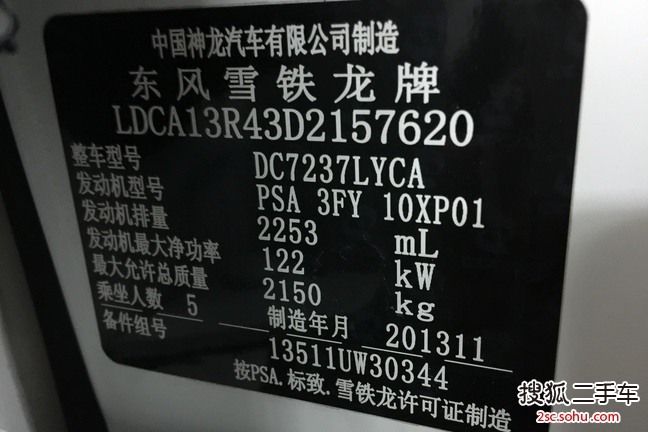 中国神龙汽车有限公司制造
东风雪铁龙牌
LDCA13R43D2157620
整车型号 DC7237LYCA
发动机型号 PSA 3FY 10XP01
发动机排量 2253 mL
发动机最大净功率 122 kW
最大允许总质量 2150 kg
乘坐人数 5 制造年月 201311
备件组号 13511UW30344
按PSA.标致.雪铁龙许可证制造
搜狐二手车
2sc.sohu.com